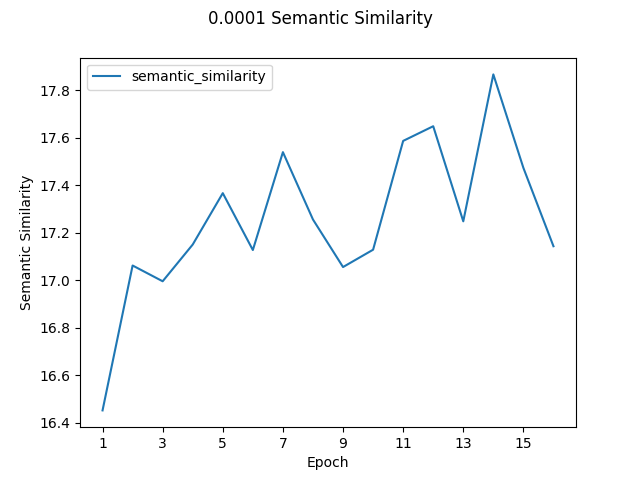 0.0001 Semantic Similarity
semantic_similarity
Semantic Similarity
17.8
17.6
17.4
17.2
17.0
16.8
16.6
16.4
1 3 5 7 9 11 13 15
Epoch